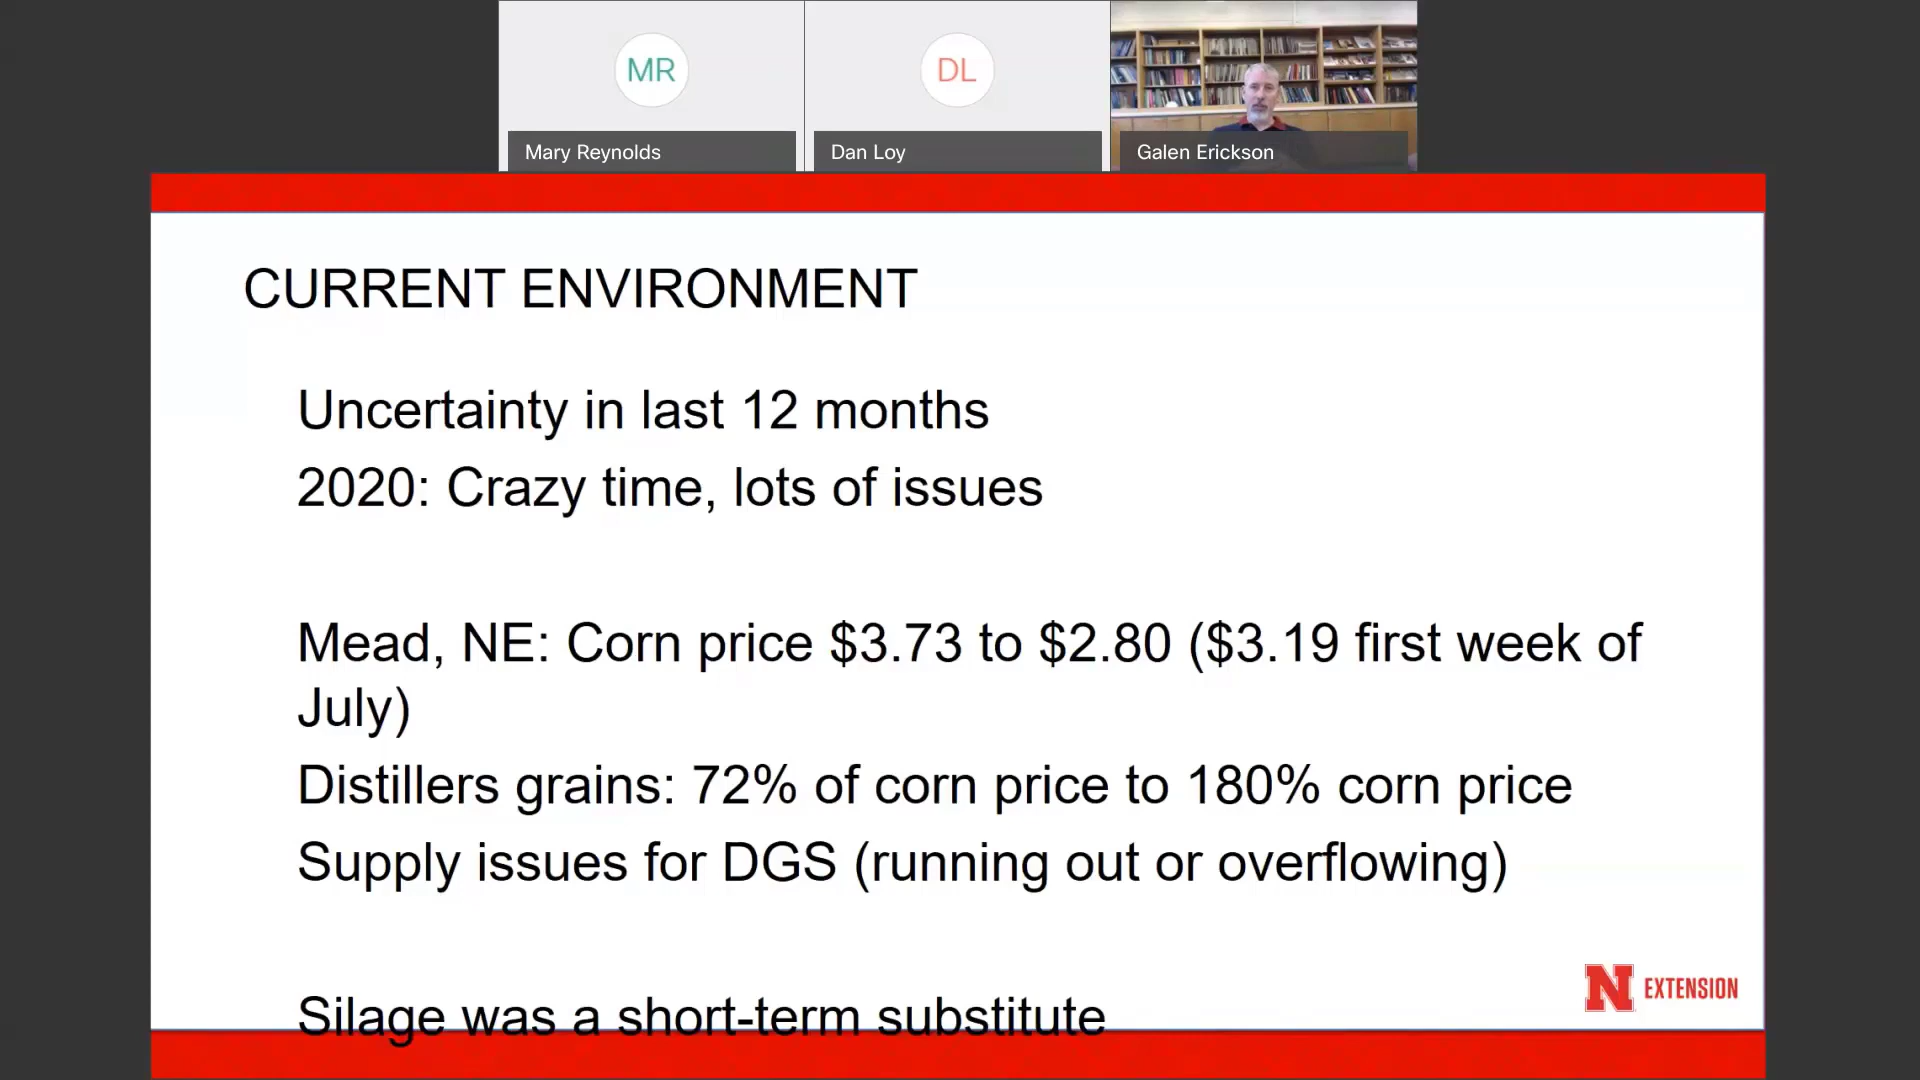 MR
DL
Mary Reynolds
Dan Loy
Galen Erickson
CURRENT ENVIRONMENT
Uncertainty in last 12 months
2020: Crazy time, lots of issues
Mead, NE: Corn price $3.73 to $2.80 ($3.19 first week of
July)
Distillers grains: 72% of corn price to 180% corn price
Supply issues for DGS (running out or overflowing)
N EXTENSION
Silage was a short-term substitute